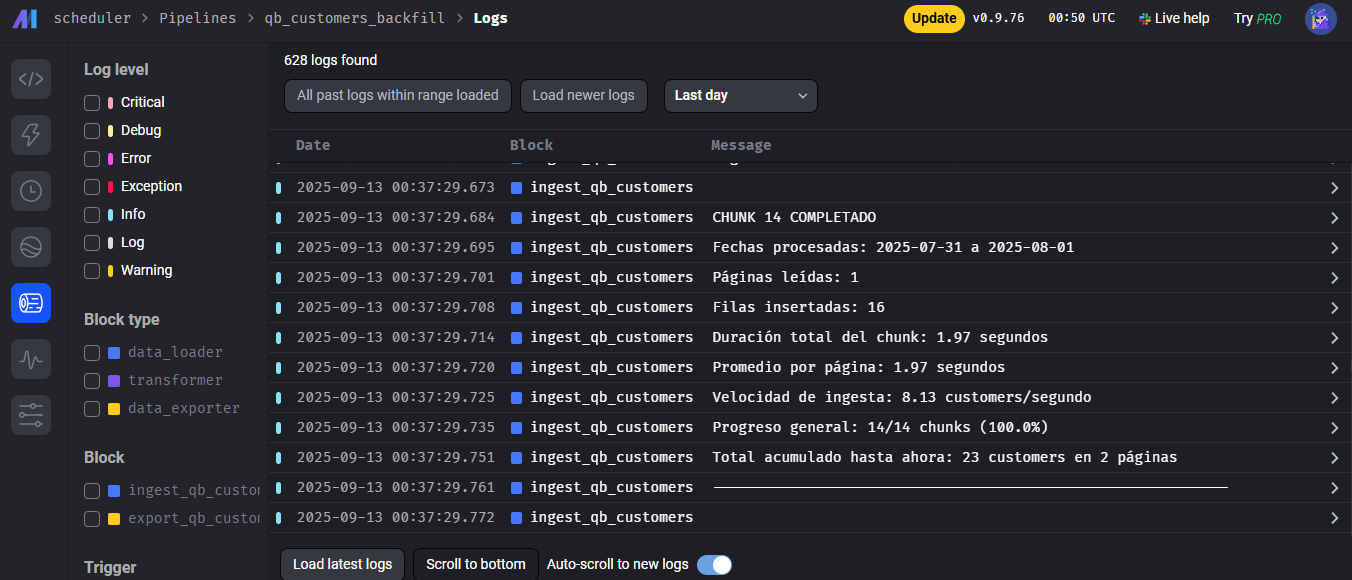 scheduler > Pipelines > qb_customers_backfill > Logs
Update v0.9.76 00:50 UTC Live help Try PRO
Log level
Critical
Debug
Error
Exception
Info
Log
Warning
Block type
data_loader
transformer
data_exporter
Block
ingest_qb_custo
export_qb_custo
Trigger
628 logs found
All past logs within range loaded Load newer logs Last day
Date Block Message
2025-09-13 00:37:29.673 ingest_qb_customers
2025-09-13 00:37:29.684 ingest_qb_customers CHUNK 14 COMPLETADO
2025-09-13 00:37:29.695 ingest_qb_customers Fechas procesadas: 2025-07-31 a 2025-08-01
2025-09-13 00:37:29.701 ingest_qb_customers Páginas leídas: 1
2025-09-13 00:37:29.708 ingest_qb_customers Filas insertadas: 16
2025-09-13 00:37:29.714 ingest_qb_customers Duración total del chunk: 1.97 segundos
2025-09-13 00:37:29.720 ingest_qb_customers Promedio por página: 1.97 segundos
2025-09-13 00:37:29.725 ingest_qb_customers Velocidad de ingesta: 8.13 customers/segundo
2025-09-13 00:37:29.735 ingest_qb_customers Progreso general: 14/14 chunks (100.0%)
2025-09-13 00:37:29.751 ingest_qb_customers Total acumulado hasta ahora: 23 customers en 2 páginas
2025-09-13 00:37:29.761 ingest_qb_customers
2025-09-13 00:37:29.772 ingest_qb_customers
Load latest logs Scroll to bottom Auto-scroll to new logs